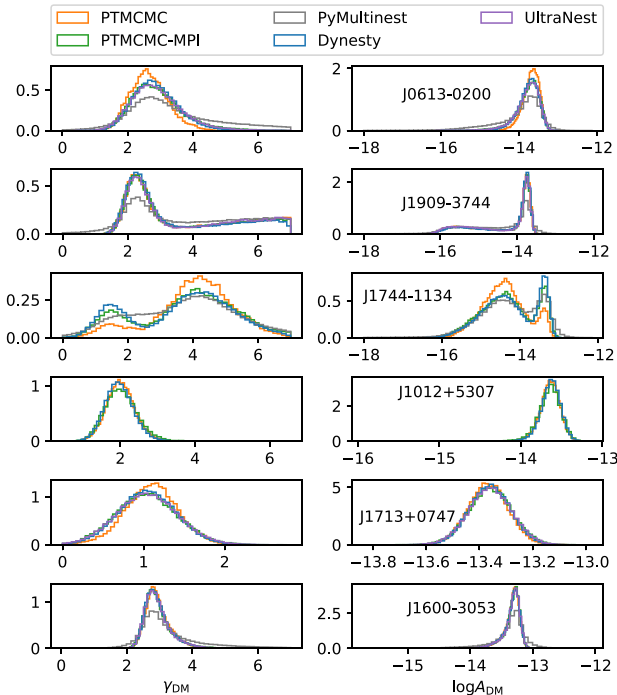 PTMCMC PyMultinest UltraNest
PTMCMC-MPI Dynesty
0.5
0.0
0 2 4 6
2
0
J0613-0200
−18 −16 −14 −12
0.5
0.0
0 2 4 6
2
0
J1909-3744
−18 −16 −14 −12
0.25
0.00
0 2 4 6
0.5
0.0
J1744-1134
−18 −16 −14 −12
1
0
2 4 6
2
0
J1012+5307
−16 −15 −14 −13
1
0
0 1 2
5
0
J1713+0747
−13.8 −13.6 −13.4 −13.2 −13.0
1
0
0 2 4 6
γDM
2.5
0.0
J1600-3053
−15 −14 −13 −12
logADM